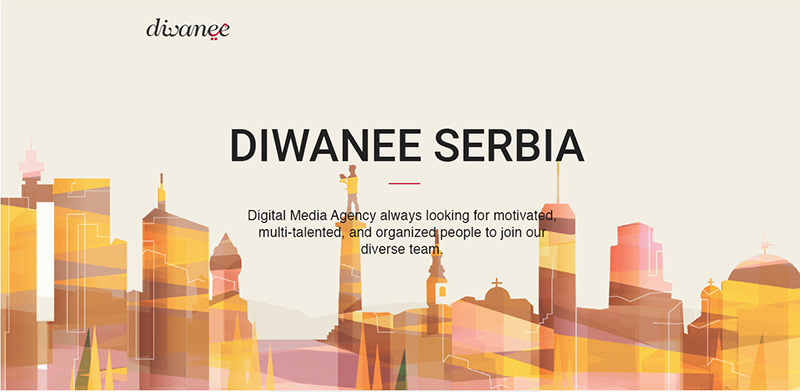 diwanee
DIWANEE SERBIA
Digital Media Agency always looking for motivated,
multi-talented, and organized people to join our
diverse team.